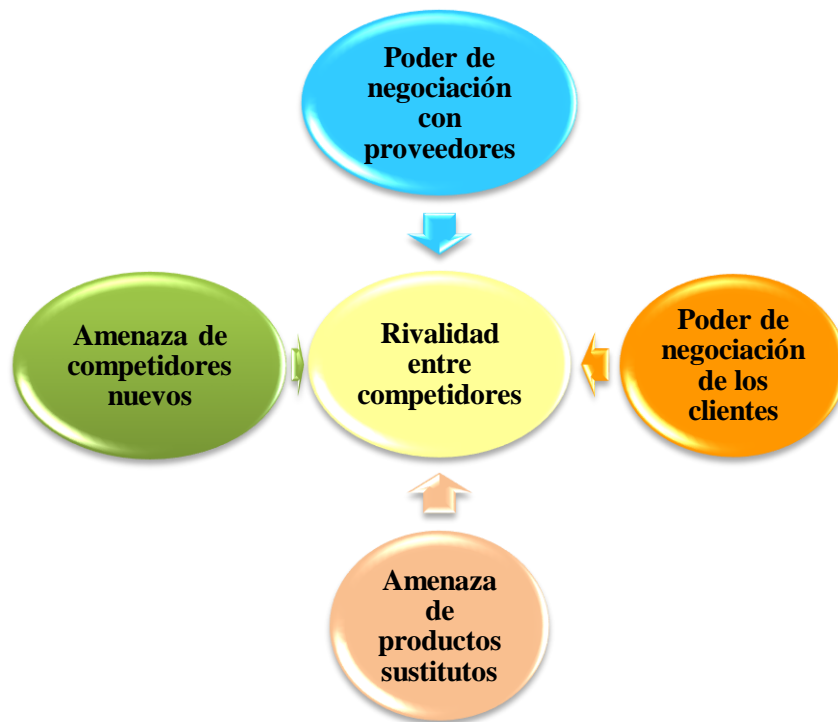 Poder de
negociación
con
proveedores
Amenaza de
competidores
nuevos
Rivalidad
entre
competidores
Poder de
negociación
de los
clientes
Amenaza
de
productos
sustitutos